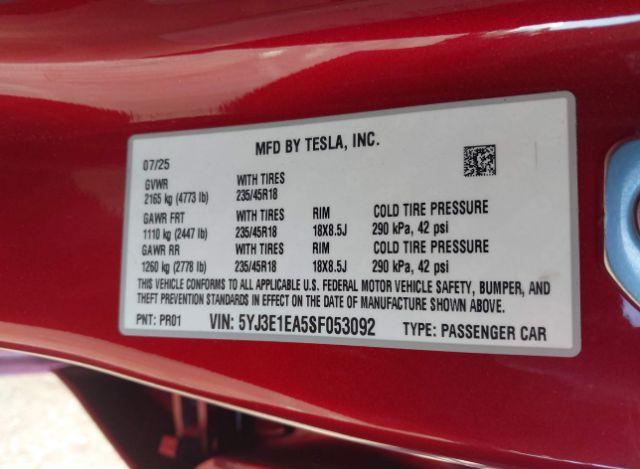 MFD BY TESLA, INC.
07/25
GVWR WITH TIRES
2165 kg (4773 lb) 235/45R18
GAWR FRT WITH TIRES RIM COLD TIRE PRESSURE
1110 kg (2447 lb) 235/45R18 18X8.5J 290 kPa, 42 psi
GAWR RR WITH TIRES RIM COLD TIRE PRESSURE
1260 kg (2778 lb) 235/45R18 18X8.5J 290 kPa, 42 psi
THIS VEHICLE CONFORMS TO ALL APPLICABLE U.S. FEDERAL MOTOR VEHICLE SAFETY, BUMPER, AND
THEFT PREVENTION STANDARDS IN EFFECT ON THE DATE OF MANUFACTURE SHOWN ABOVE.
PNT: PR01 VIN: 5YJ3E1EA5SF053092 TYPE: PASSENGER CAR